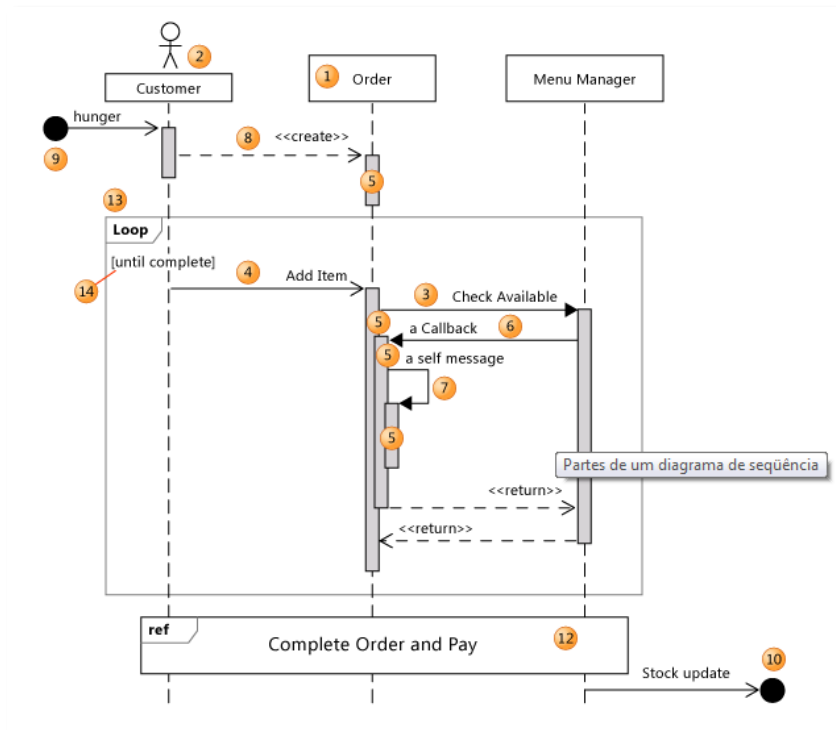 2
Customer
1 Order
Menu Manager
hunger
9
8 <<create>>
5
13
Loop
[until complete]
14
4 Add Item
3 Check Available
5
a Callback 6
5 a self message
7
5
Partes de um diagrama de seqüência
<<return>>
<<return>>
ref
Complete Order and Pay 12
10
Stock update